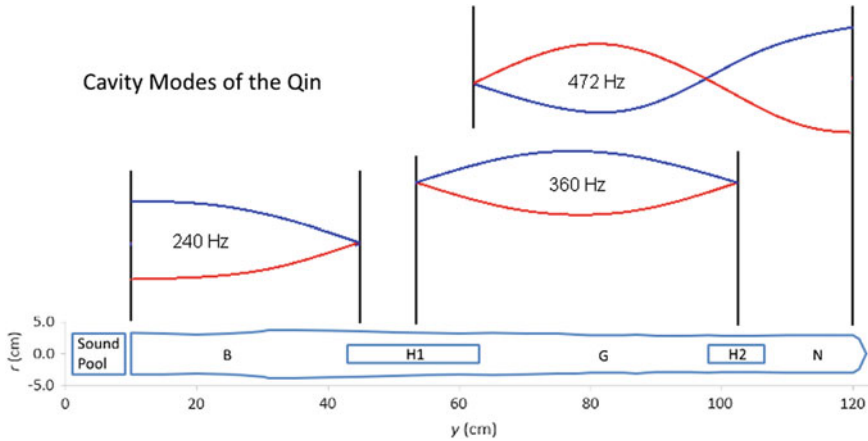 Cavity Modes of the Qin
472 Hz
360 Hz
240 Hz
5.0
0.0
-5.0
r (cm)
Sound
Pool
B
H1
G
H2
N
0
20
40
60
80
100
120
y (cm)